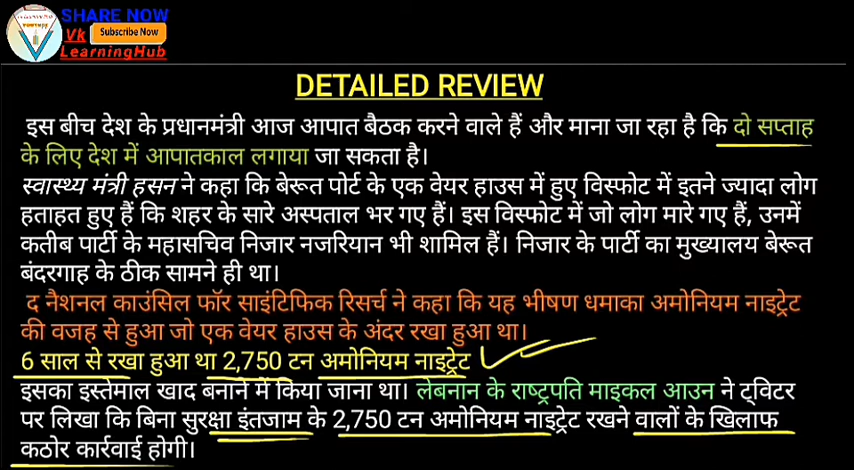 SHARE NOW
Vk
Subscribe Now
LearningHub
DETAILED REVIEW
इस बीच देश के प्रधानमंत्री आज आपात बैठक करने वाले हैं और माना जा रहा है कि दो सप्ताह
के लिए देश में आपातकाल लगाया जा सकता है।
स्वास्थ्य मंत्री हसन ने कहा कि बेरूत पोर्ट के एक वेयर हाउस में हुए विस्फोट में इतने ज्यादा लोग
हताहत हुए हैं कि शहर के सारे अस्पताल भर गए हैं। इस विस्फोट में जो लोग मारे गए हैं, उनमें
कतीब पार्टी के महासचिव निजार नजरियान भी शामिल हैं। निजार के पार्टी का मुख्यालय बेरूत
बंदरगाह के ठीक सामने ही था।
द नैशनल काउंसिल फॉर साइंटिफिक रिसर्च ने कहा कि यह भीषण धमाका अमोनियम नाइट्रेट
की वजह से हुआ जो एक वेयर हाउस के अंदर रखा हुआ था।
6 साल से रखा हुआ था 2,750 टन अमोनियम नाइट्रेट
इसका इस्तेमाल खाद बनाने में किया जाना था। लेबनान के राष्ट्रपति माइकल आउन ने ट्विटर
पर लिखा कि बिना सुरक्षा इंतजाम के 2,750 टन अमोनियम नाइट्रेट रखने वालों के खिलाफ
कठोर कार्रवाई होगी।